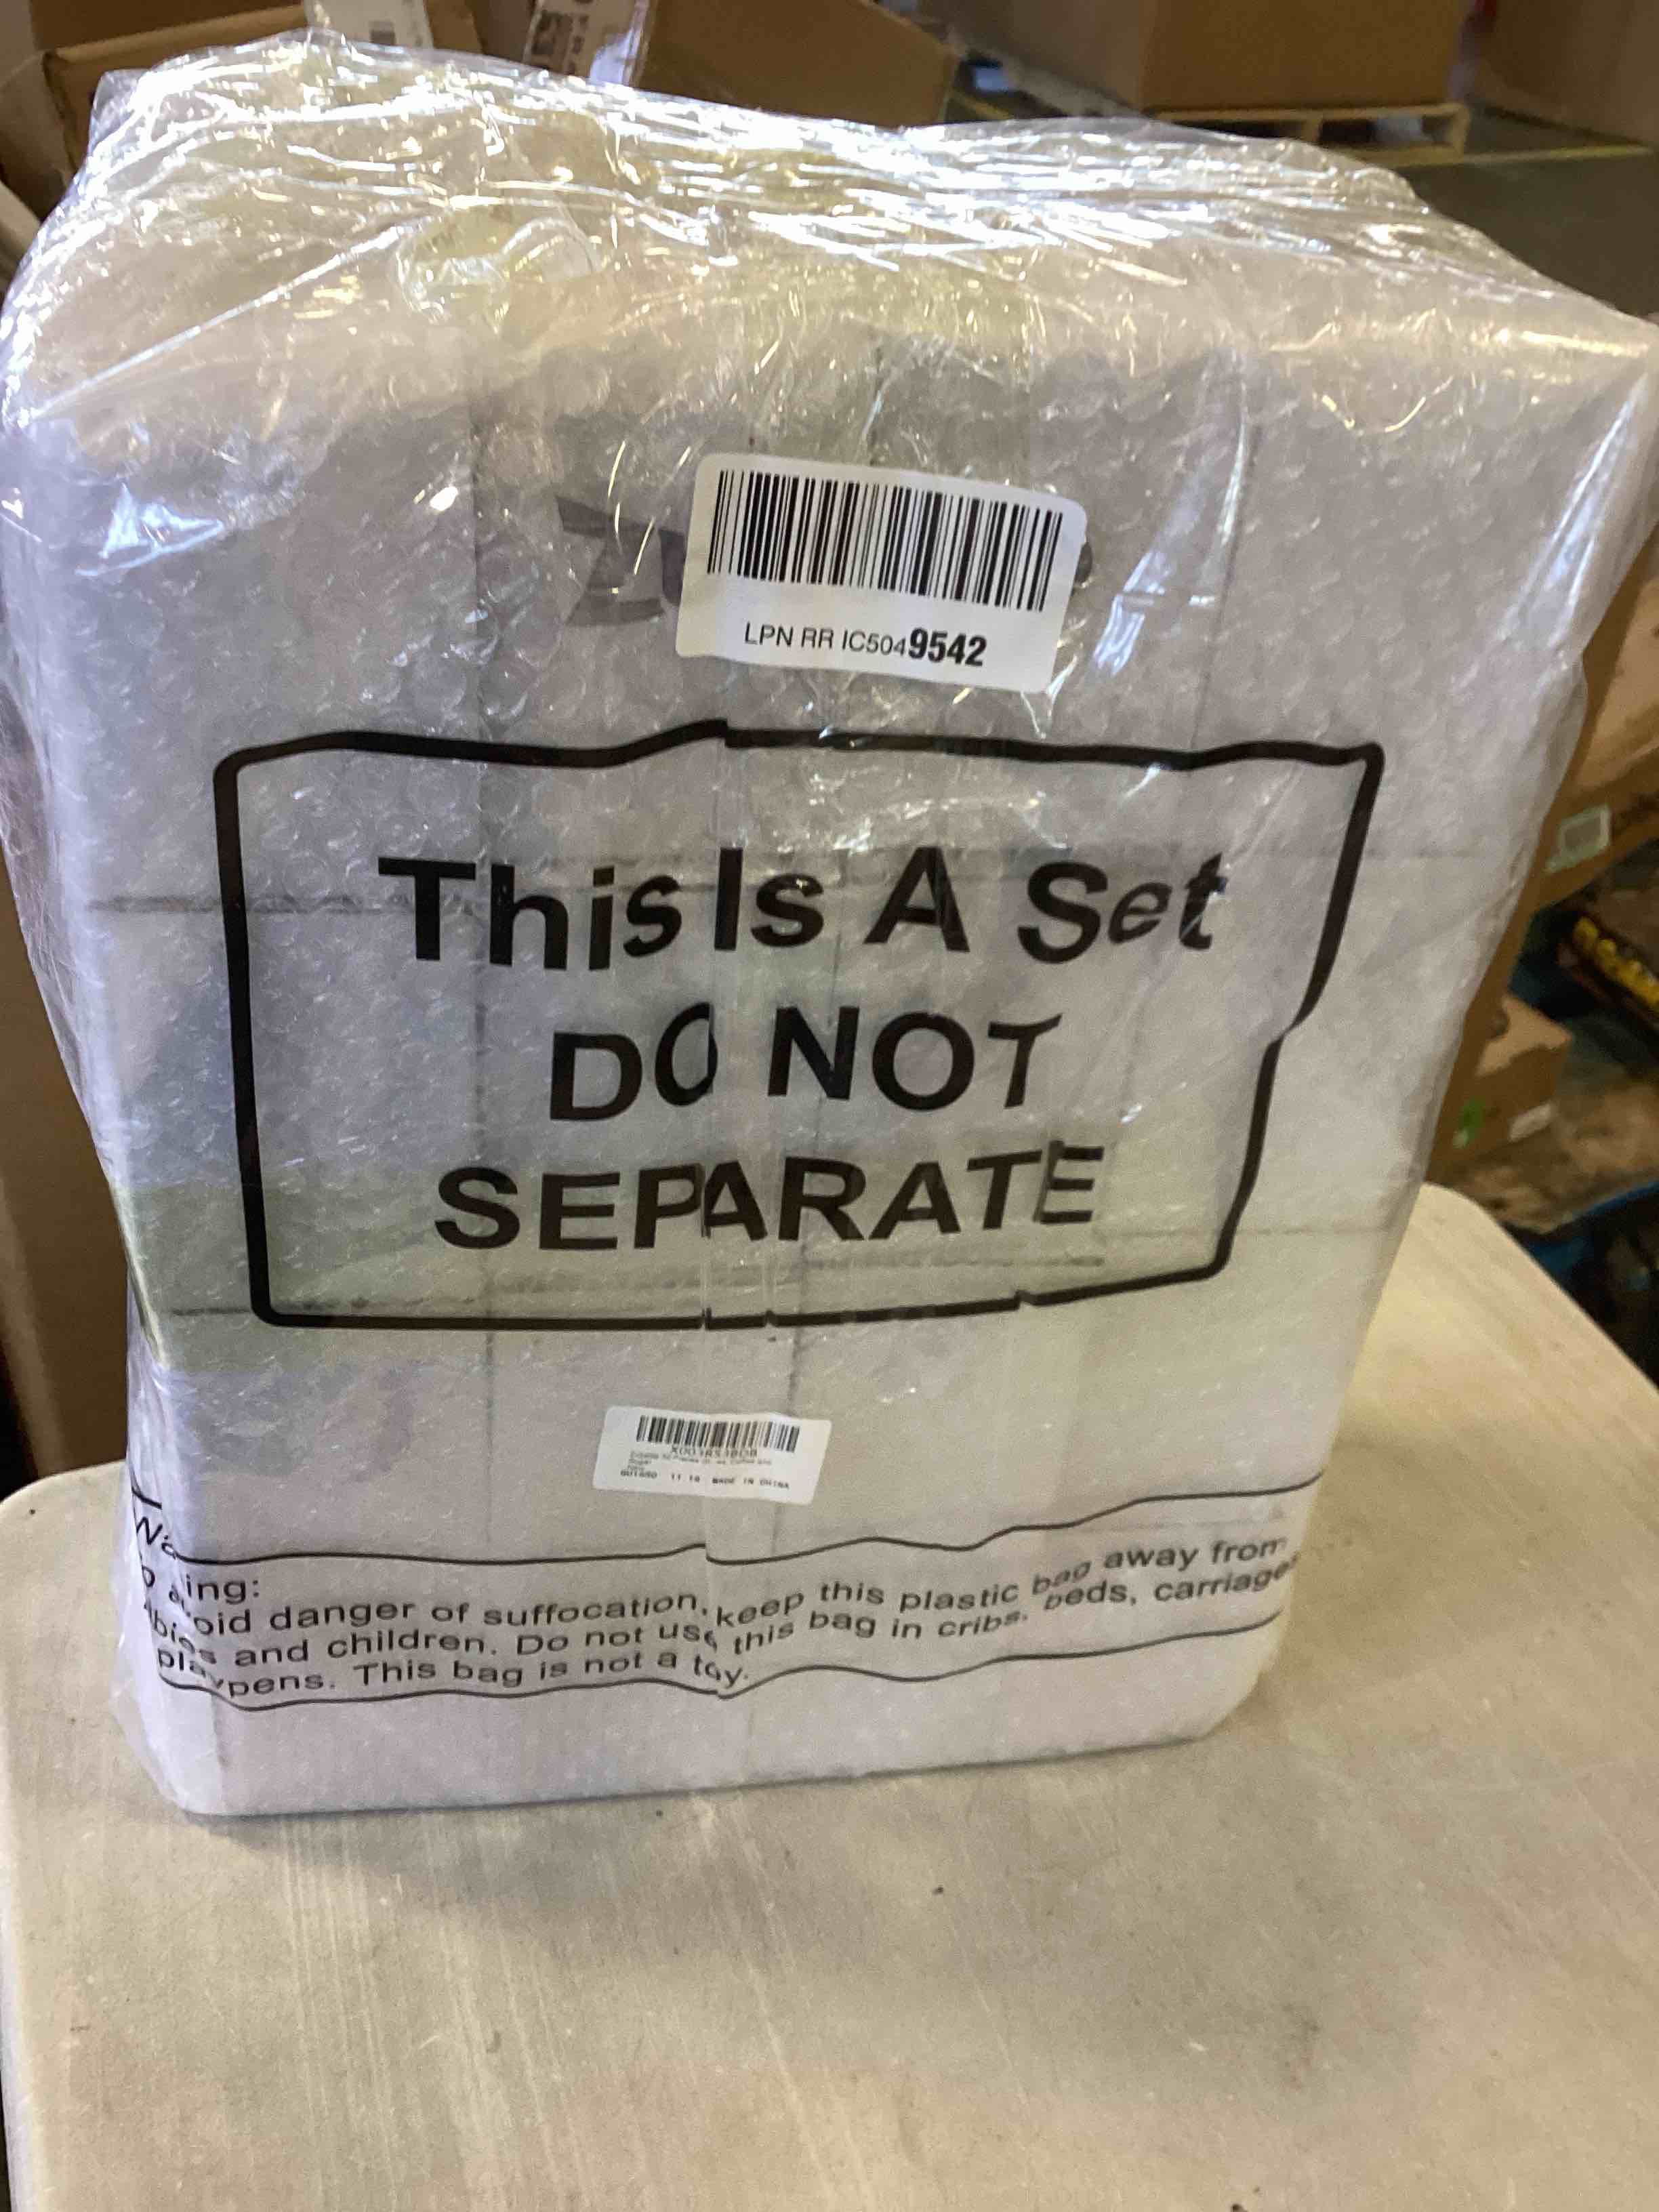 LPN RR IC5049542
This Is A Set
DO NOT
SEPARATE
MADE IN CHINA
ing:
oid danger of suffocation, keep this plastic bag away from
and children. Do not use this bag in cribs. beds, carriage
playpens. This bag is not a toy.